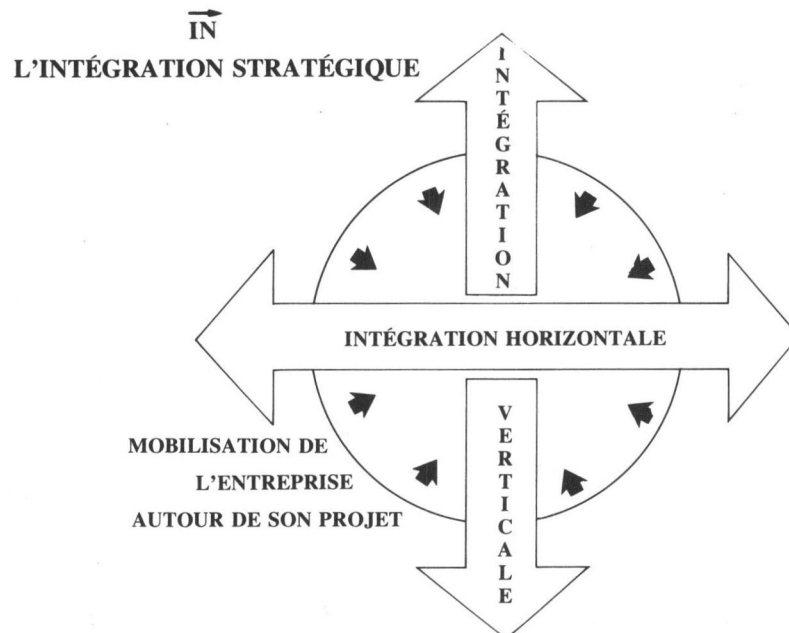 IN
L'INTÉGRATION STRATÉGIQUE
INTÉGRATION
INTÉGRATION HORIZONTALE
VERTICALE
MOBILISATION DE
L'ENTREPRISE
AUTOUR DE SON PROJET